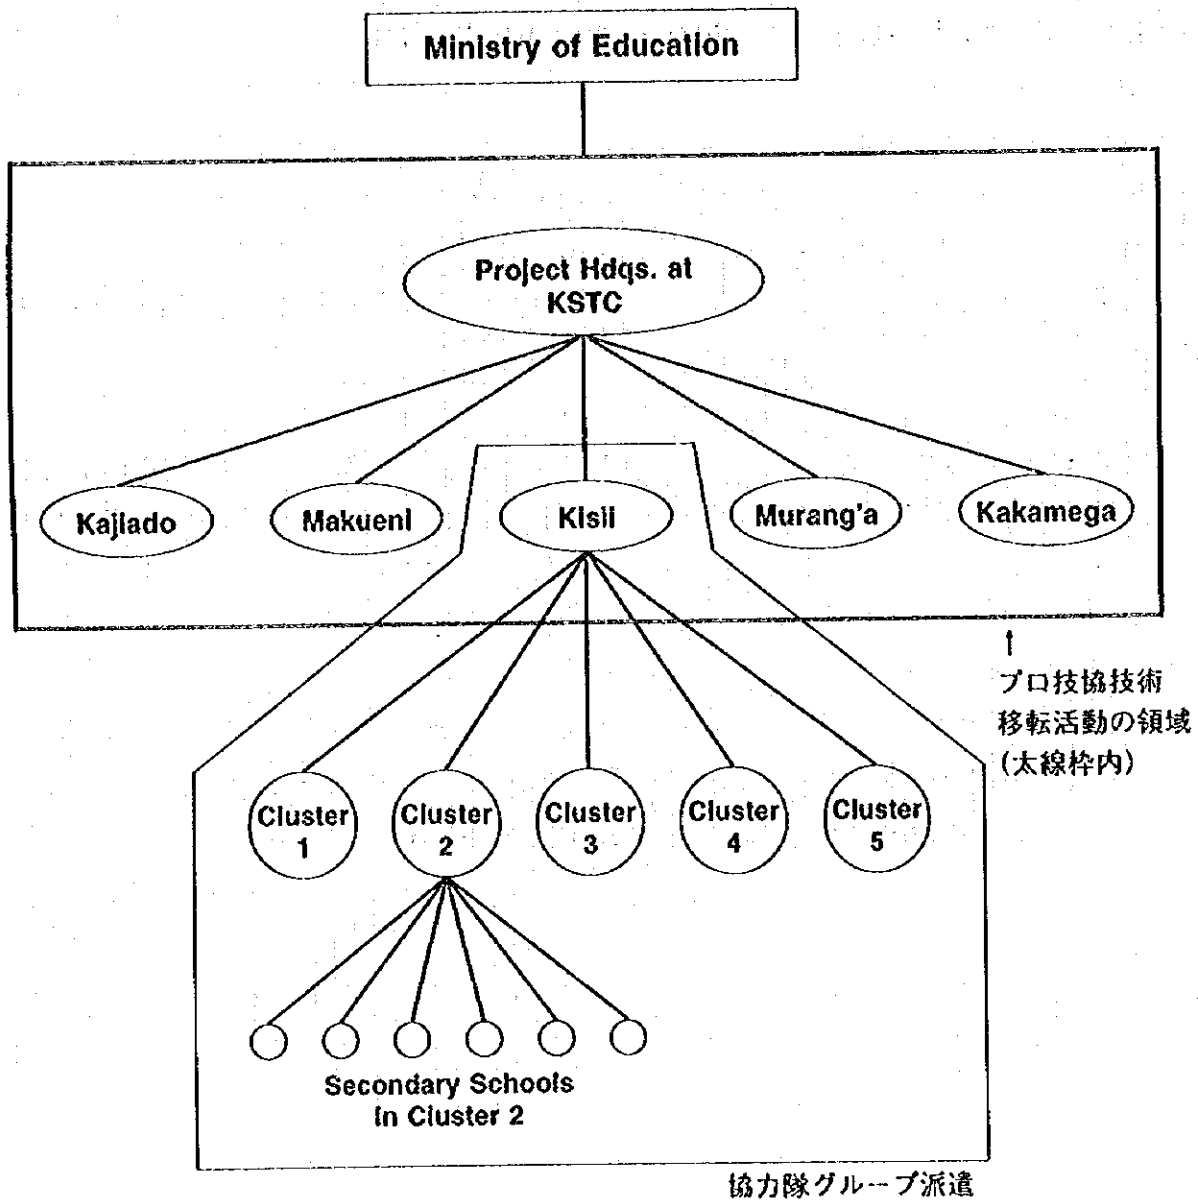 Ministry of Education
Project Hdqs. at
KSTC
Kajiado
Makueni
Kisii
Murang'a
Kakamega
↑
プロ技協技術
移転活動の領域
(太線枠内)
Cluster
1
Cluster
2
Cluster
3
Cluster
4
Cluster
5
Secondary Schools
in Cluster 2
協力隊グループ派遣